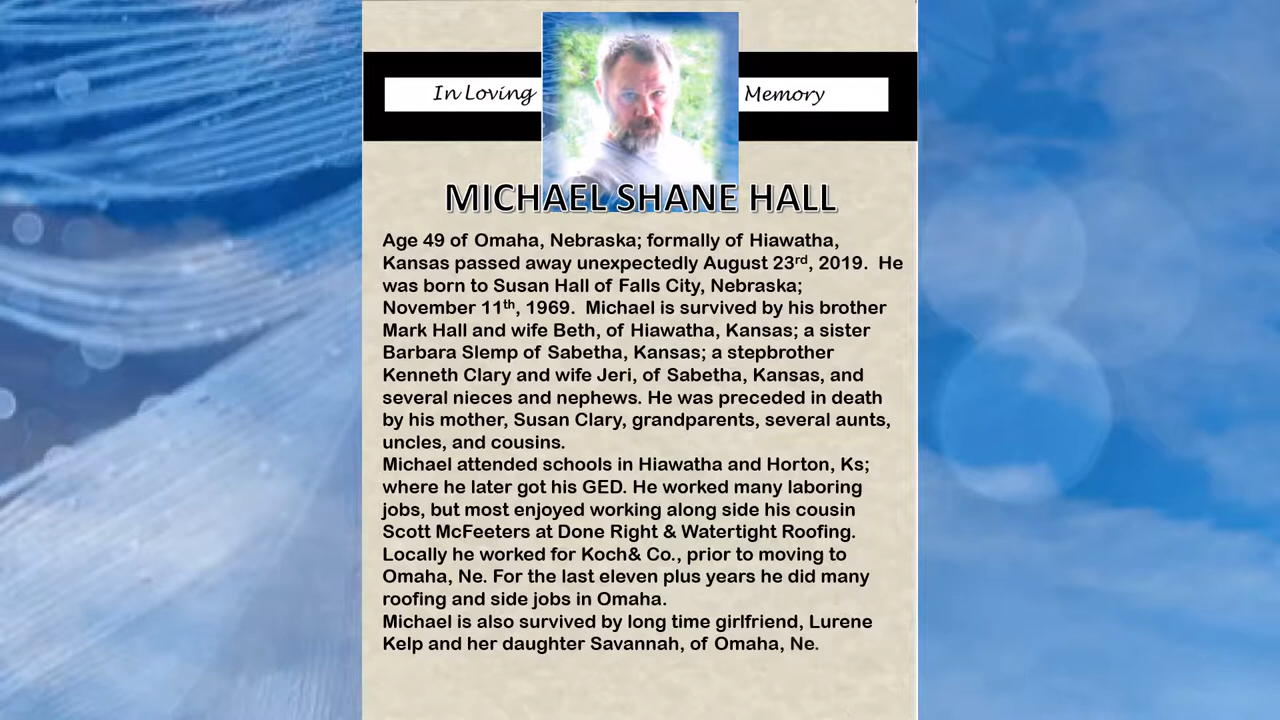 In Loving Memory
MICHAEL SHANE HALL
Age 49 of Omaha, Nebraska; formally of Hiawatha,
Kansas passed away unexpectedly August 23rd, 2019.  He
was born to Susan Hall of Falls City, Nebraska;
November 11th, 1969.  Michael is survived by his brother
Mark Hall and wife Beth, of Hiawatha, Kansas; a sister
Barbara Slemp of Sabetha, Kansas; a stepbrother
Kenneth Clary and wife Jeri, of Sabetha, Kansas, and
several nieces and nephews. He was preceded in death
by his mother, Susan Clary, grandparents, several aunts,
uncles, and cousins.
Michael attended schools in Hiawatha and Horton, Ks;
where he later got his GED. He worked many laboring
jobs, but most enjoyed working along side his cousin
Scott McFeeters at Done Right & Watertight Roofing.
Locally he worked for Koch& Co., prior to moving to
Omaha, Ne. For the last eleven plus years he did many
roofing and side jobs in Omaha.
Michael is also survived by long time girlfriend, Lurene
Kelp and her daughter Savannah, of Omaha, Ne.